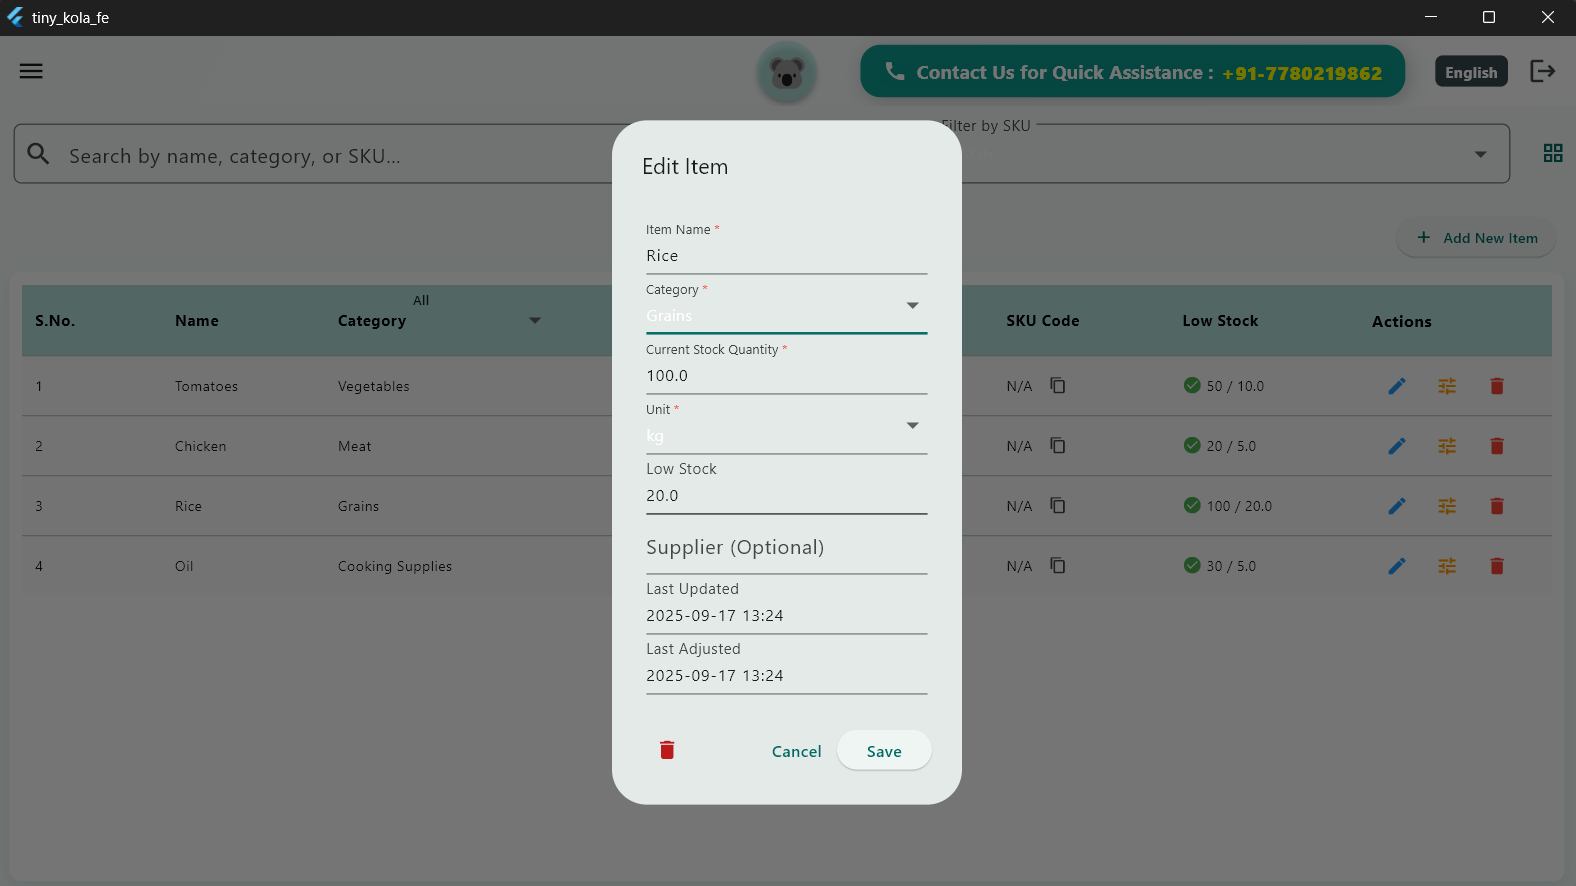 tiny_kola_fe
Contact Us for Quick Assistance : +91-7780219862
English
Search by name, category, or SKU...
Filter by SKU
Add New Item
S.No.
Name
All
Category
SKU Code
Low Stock
Actions
1 Tomatoes Vegetables N/A 50 / 10.0
2 Chicken Meat N/A 20 / 5.0
3 Rice Grains N/A 100 / 20.0
4 Oil Cooking Supplies N/A 30 / 5.0
Edit Item
Item Name *
Rice
Category *
Grains
Current Stock Quantity *
100.0
Unit *
kg
Low Stock
20.0
Supplier (Optional)
Last Updated
2025-09-17 13:24
Last Adjusted
2025-09-17 13:24
Cancel
Save